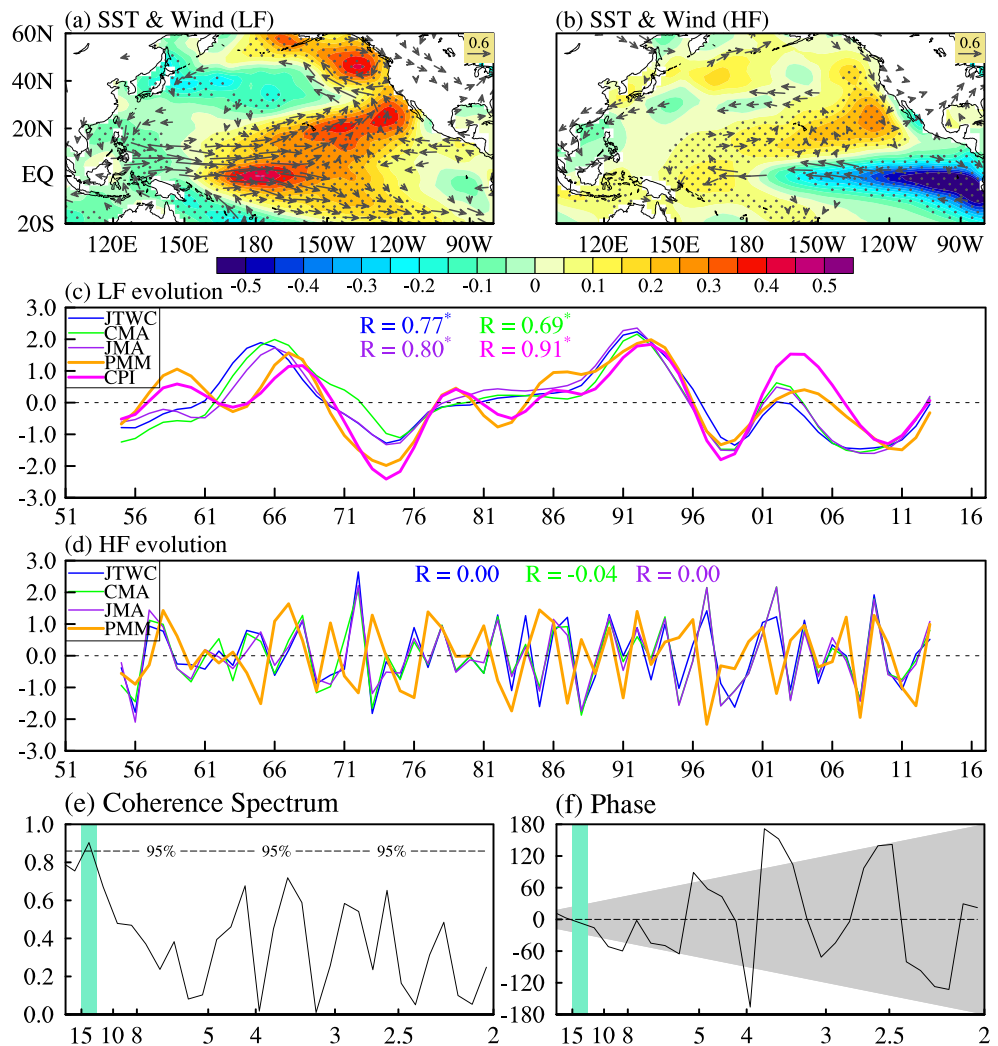 (a) SST & Wind (LF)
(b) SST & Wind (HF)
60N
40N
20N
EQ
20S
0.6
0.6
120E 150E 180 150W 120W 90W
120E 150E 180 150W 120W 90W
-0.5 -0.4 -0.3 -0.2 -0.1 0 0.1 0.2 0.3 0.4 0.5
(c) LF evolution
3.0
2.0
1.0
0.0
-1.0
-2.0
-3.0
JTWC
CMA
JMA
PMM
CPI
R = 0.77* R = 0.69*
R = 0.80* R = 0.91*
51 56 61 66 71 76 81 86 91 96 01 06 11 16
(d) HF evolution
3.0
2.0
1.0
0.0
-1.0
-2.0
-3.0
JTWC
CMA
JMA
PMM
R = 0.00 R = -0.04 R = 0.00
51 56 61 66 71 76 81 86 91 96 01 06 11 16
(e) Coherence Spectrum
1.0
0.8
0.6
0.4
0.2
0.0
95% 95% 95%
15 10 8 5 4 3 2.5 2
(f) Phase
180
120
60
0
-60
-120
-180
15 10 8 5 4 3 2.5 2